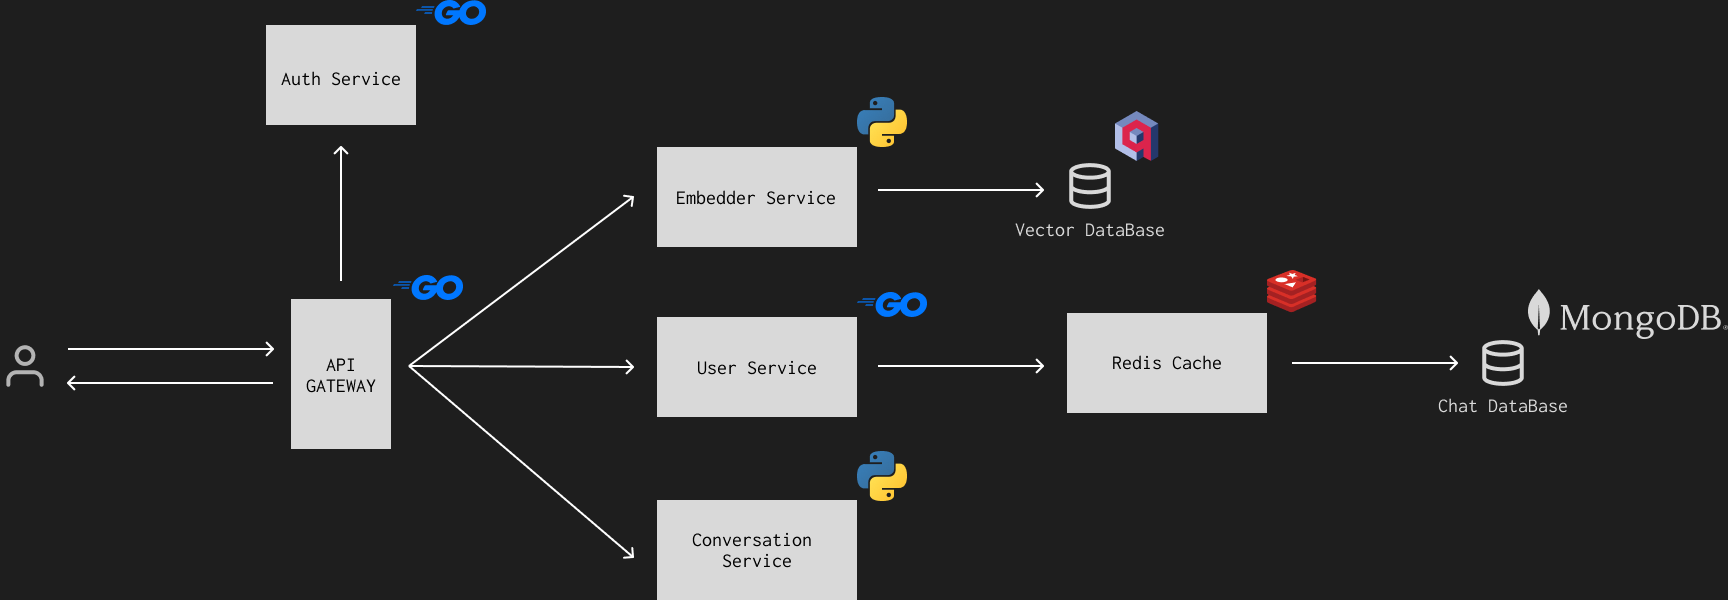 GO
Auth Service
Embedder Service
Vector DataBase
GO
API
GATEWAY
GO
User Service
Redis Cache
MongoDB®
Chat DataBase
Conversation
Service